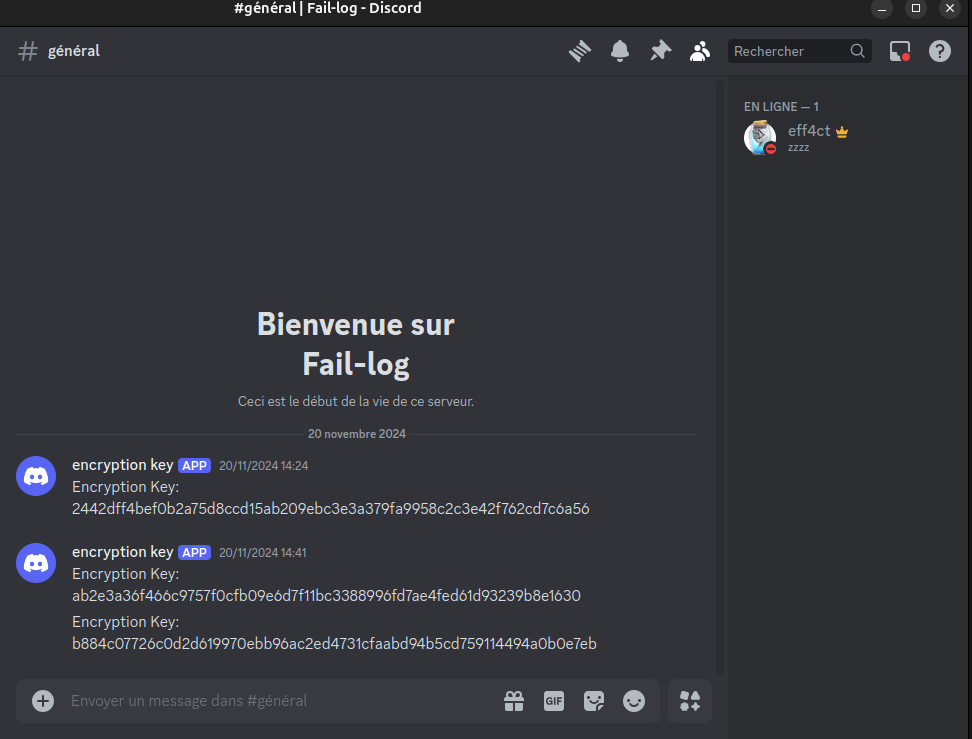 #général | Fail-log - Discord
général
Rechercher
EN LIGNE — 1
eff4ct
zzzz
Bienvenue sur
Fail-log
Ceci est le début de la vie de ce serveur.
20 novembre 2024
encryption key APP 20/11/2024 14:24
Encryption Key:
2442dff4bef0b2a75d8ccd15ab209ebc3e3a379fa9958c2c3e42f762cd7c6a56
encryption key APP 20/11/2024 14:41
Encryption Key:
ab2e3a36f466c9757f0cfb09e6d7f11bc3388996fd7ae4fed61d93239b8e1630
Encryption Key:
b884c07726c0d2d619970ebb96ac2ed4731cfaabd94b5cd759114494a0b0e7eb
Envoyer un message dans #général
GIF